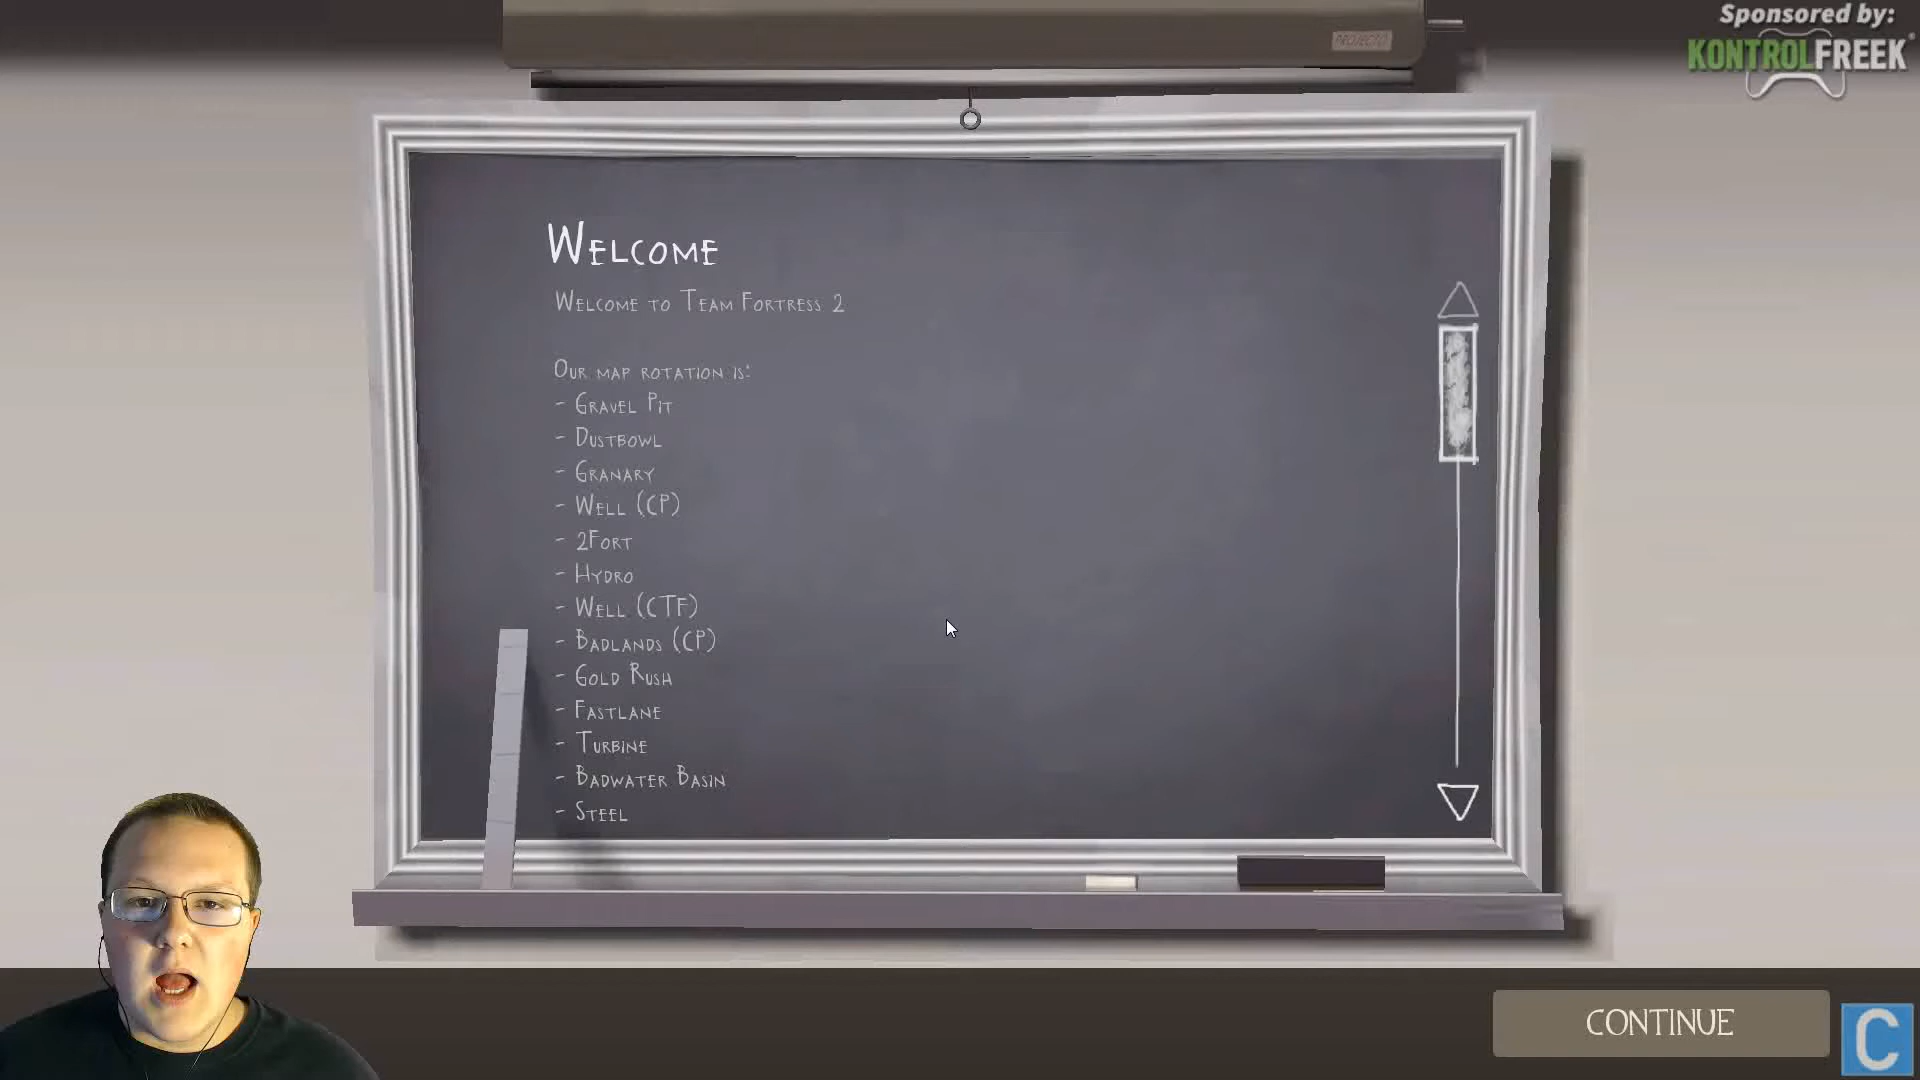 Sponsored by:
KONTROLFREEK
PROJECTO
WELCOME
WELCOME TO TEAM FORTRESS 2
OUR MAP ROTATION IS:
- GRAVEL PIT
- DUSTBOWL
- GRANARY
- WELL (CP)
- 2FORT
- HYDRO
- WELL (CTF)
- BADLANDS (CP)
- GOLD RUSH
- FASTLANE
- TURBINE
- BADWATER BASIN
- STEEL
CONTINUE
C